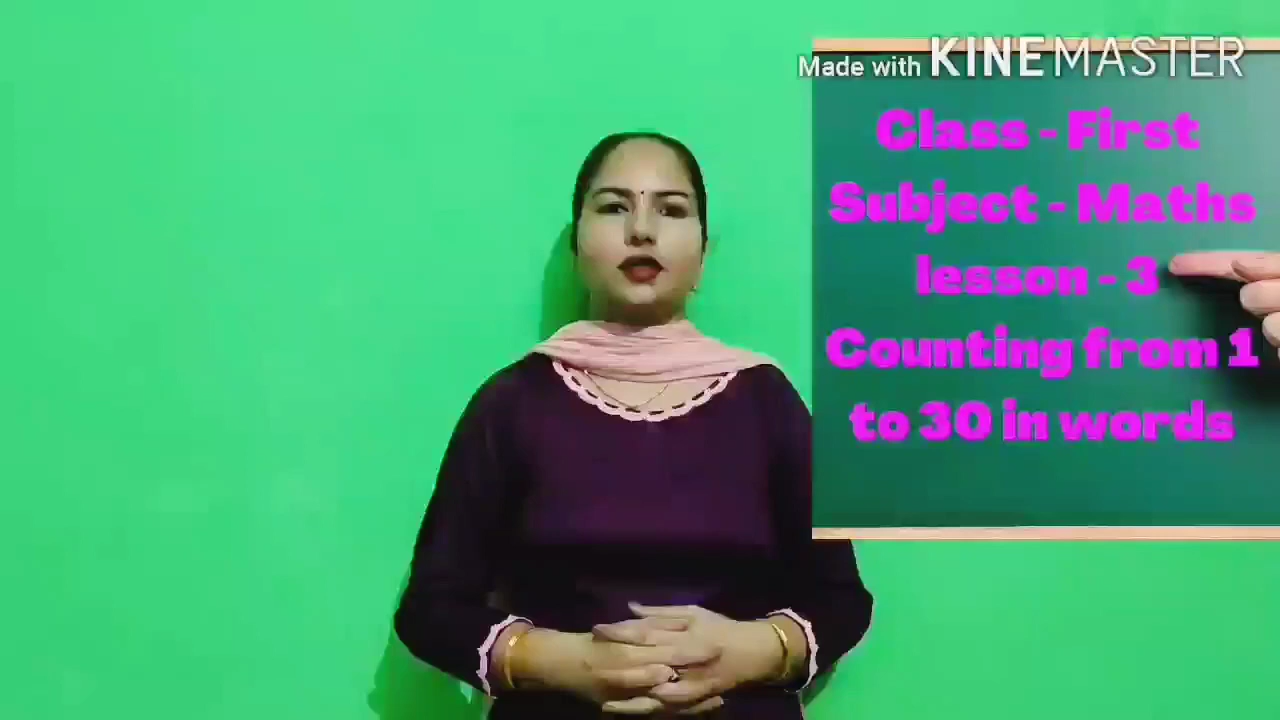 Made with KINEMASTER
Class - First
Subject - Maths
lesson - 3
Counting from 1
to 30 in words